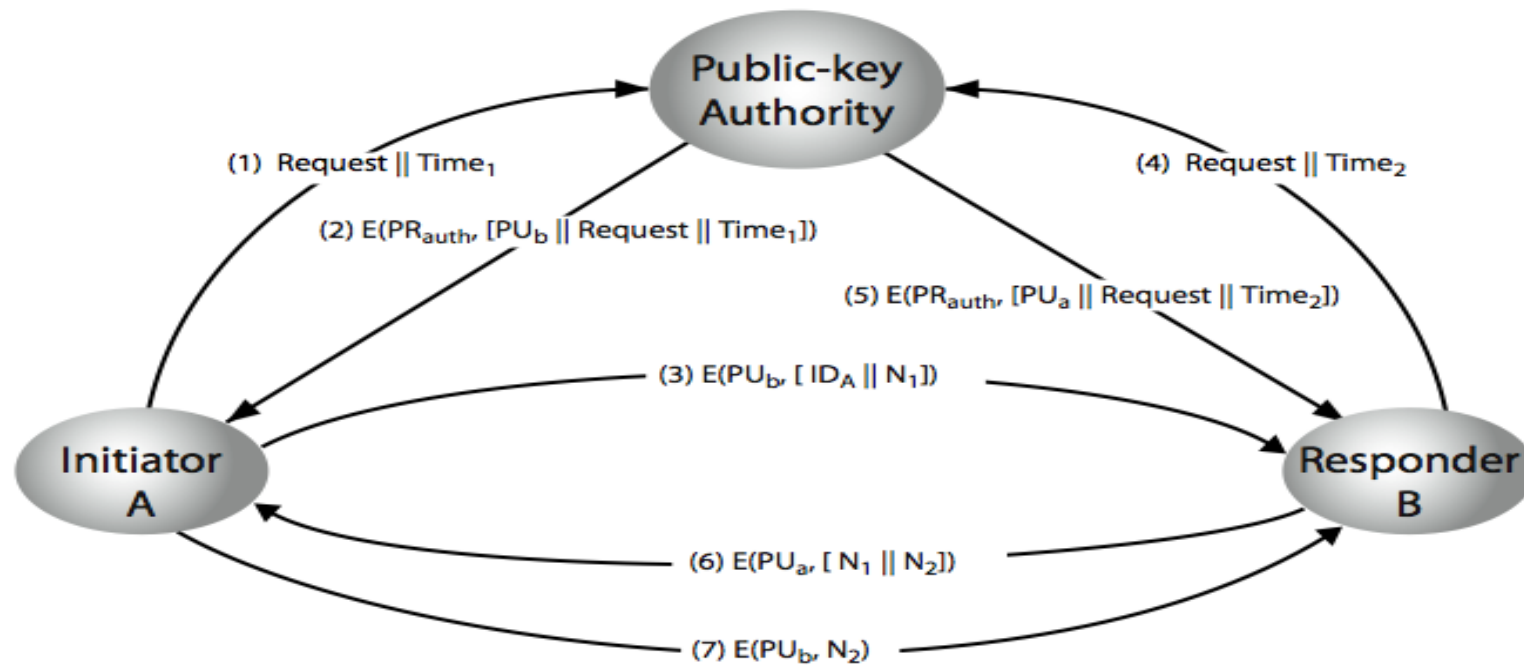 Public-key
Authority
(1) Request || Time₁
(4) Request || Time₂
(2) E(PRauth, [PUb || Request || Time₁])
(5) E(PRauth, [PUa || Request || Time₂])
(3) E(PUb, [ IDA || N₁])
Initiator
A
Responder
B
(6) E(PUa, [ N₁ || N₂])
(7) E(PUb, N₂)